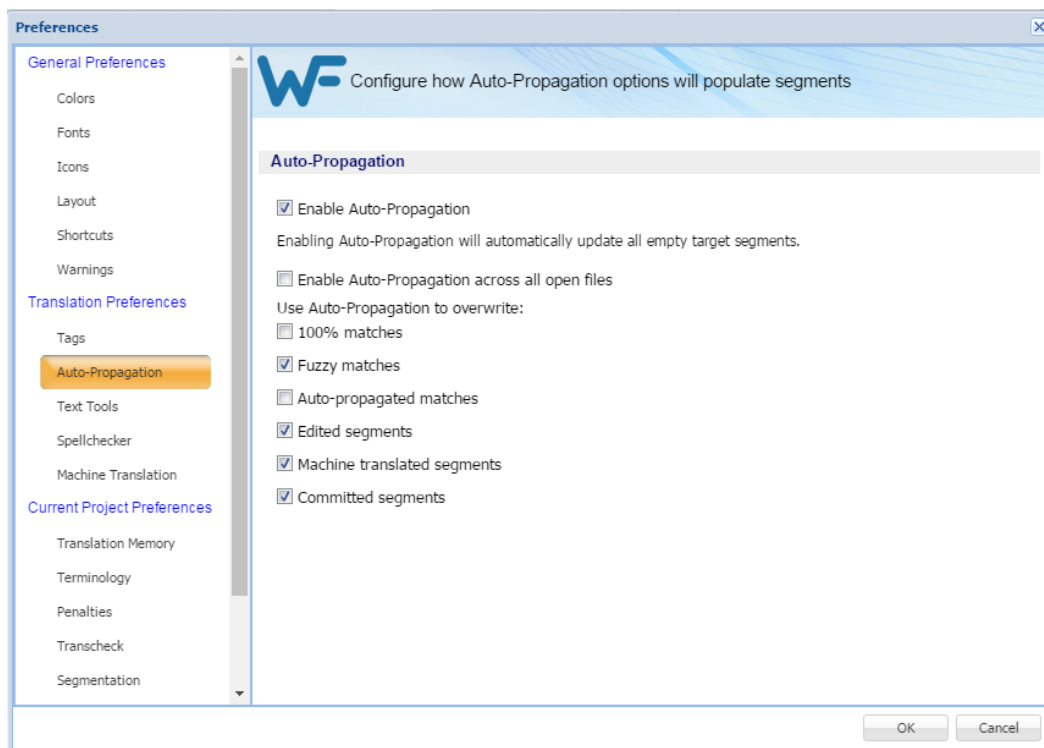 Preferences
General Preferences
Colors
Fonts
Icons
Layout
Shortcuts
Warnings
Translation Preferences
Tags
Auto-Propagation
Text Tools
Spellchecker
Machine Translation
Current Project Preferences
Translation Memory
Terminology
Penalties
Transcheck
Segmentation
WF
Configure how Auto-Propagation options will populate segments
Auto-Propagation
Enable Auto-Propagation
Enabling Auto-Propagation will automatically update all empty target segments.
Enable Auto-Propagation across all open files
Use Auto-Propagation to overwrite:
100% matches
Fuzzy matches
Auto-propagated matches
Edited segments
Machine translated segments
Committed segments
OK
Cancel